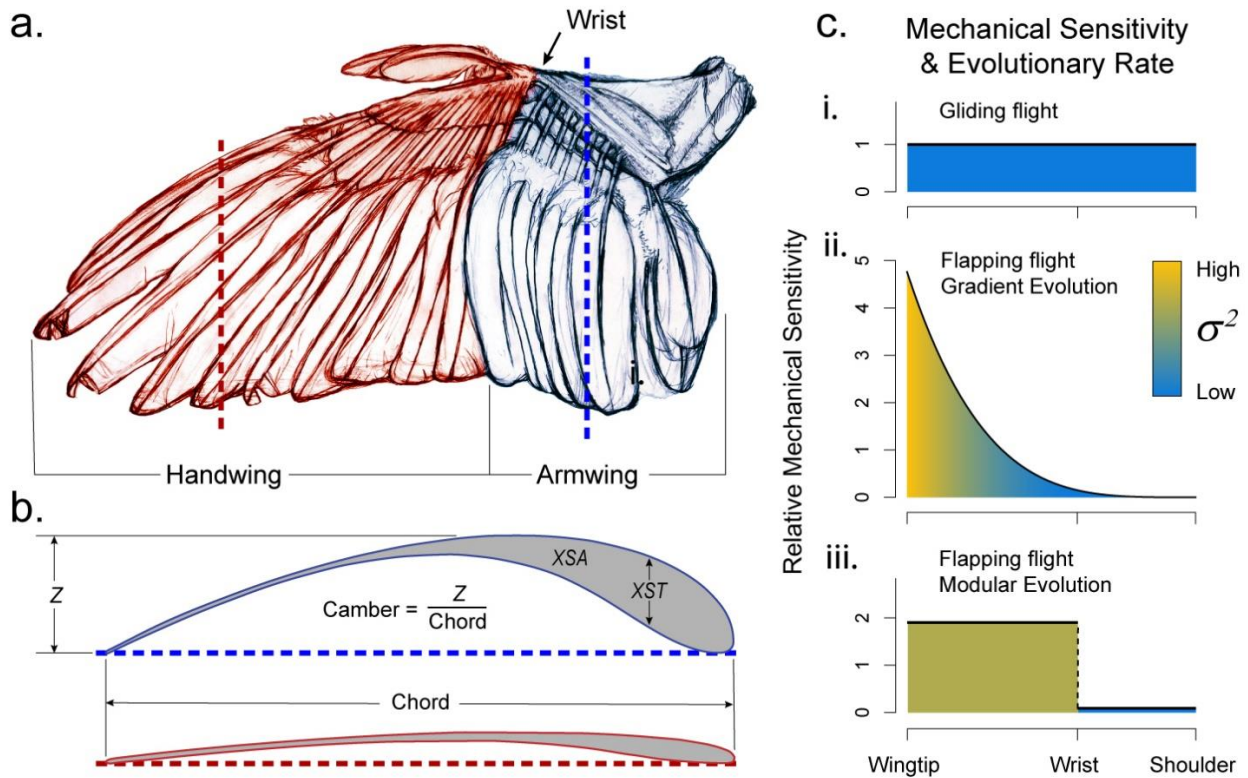 a.
Wrist
i.
Handwing
Armwing
b.
Z
XSA
XST
Camber = Z
Chord
Chord
c.
Mechanical Sensitivity
& Evolutionary Rate
Relative Mechanical Sensitivity
i.
Gliding flight
1
0
ii.
Flapping flight
Gradient Evolution
5
4
3
2
1
0
High
σ²
Low
iii.
Flapping flight
Modular Evolution
2
1
0
Wingtip Wrist Shoulder